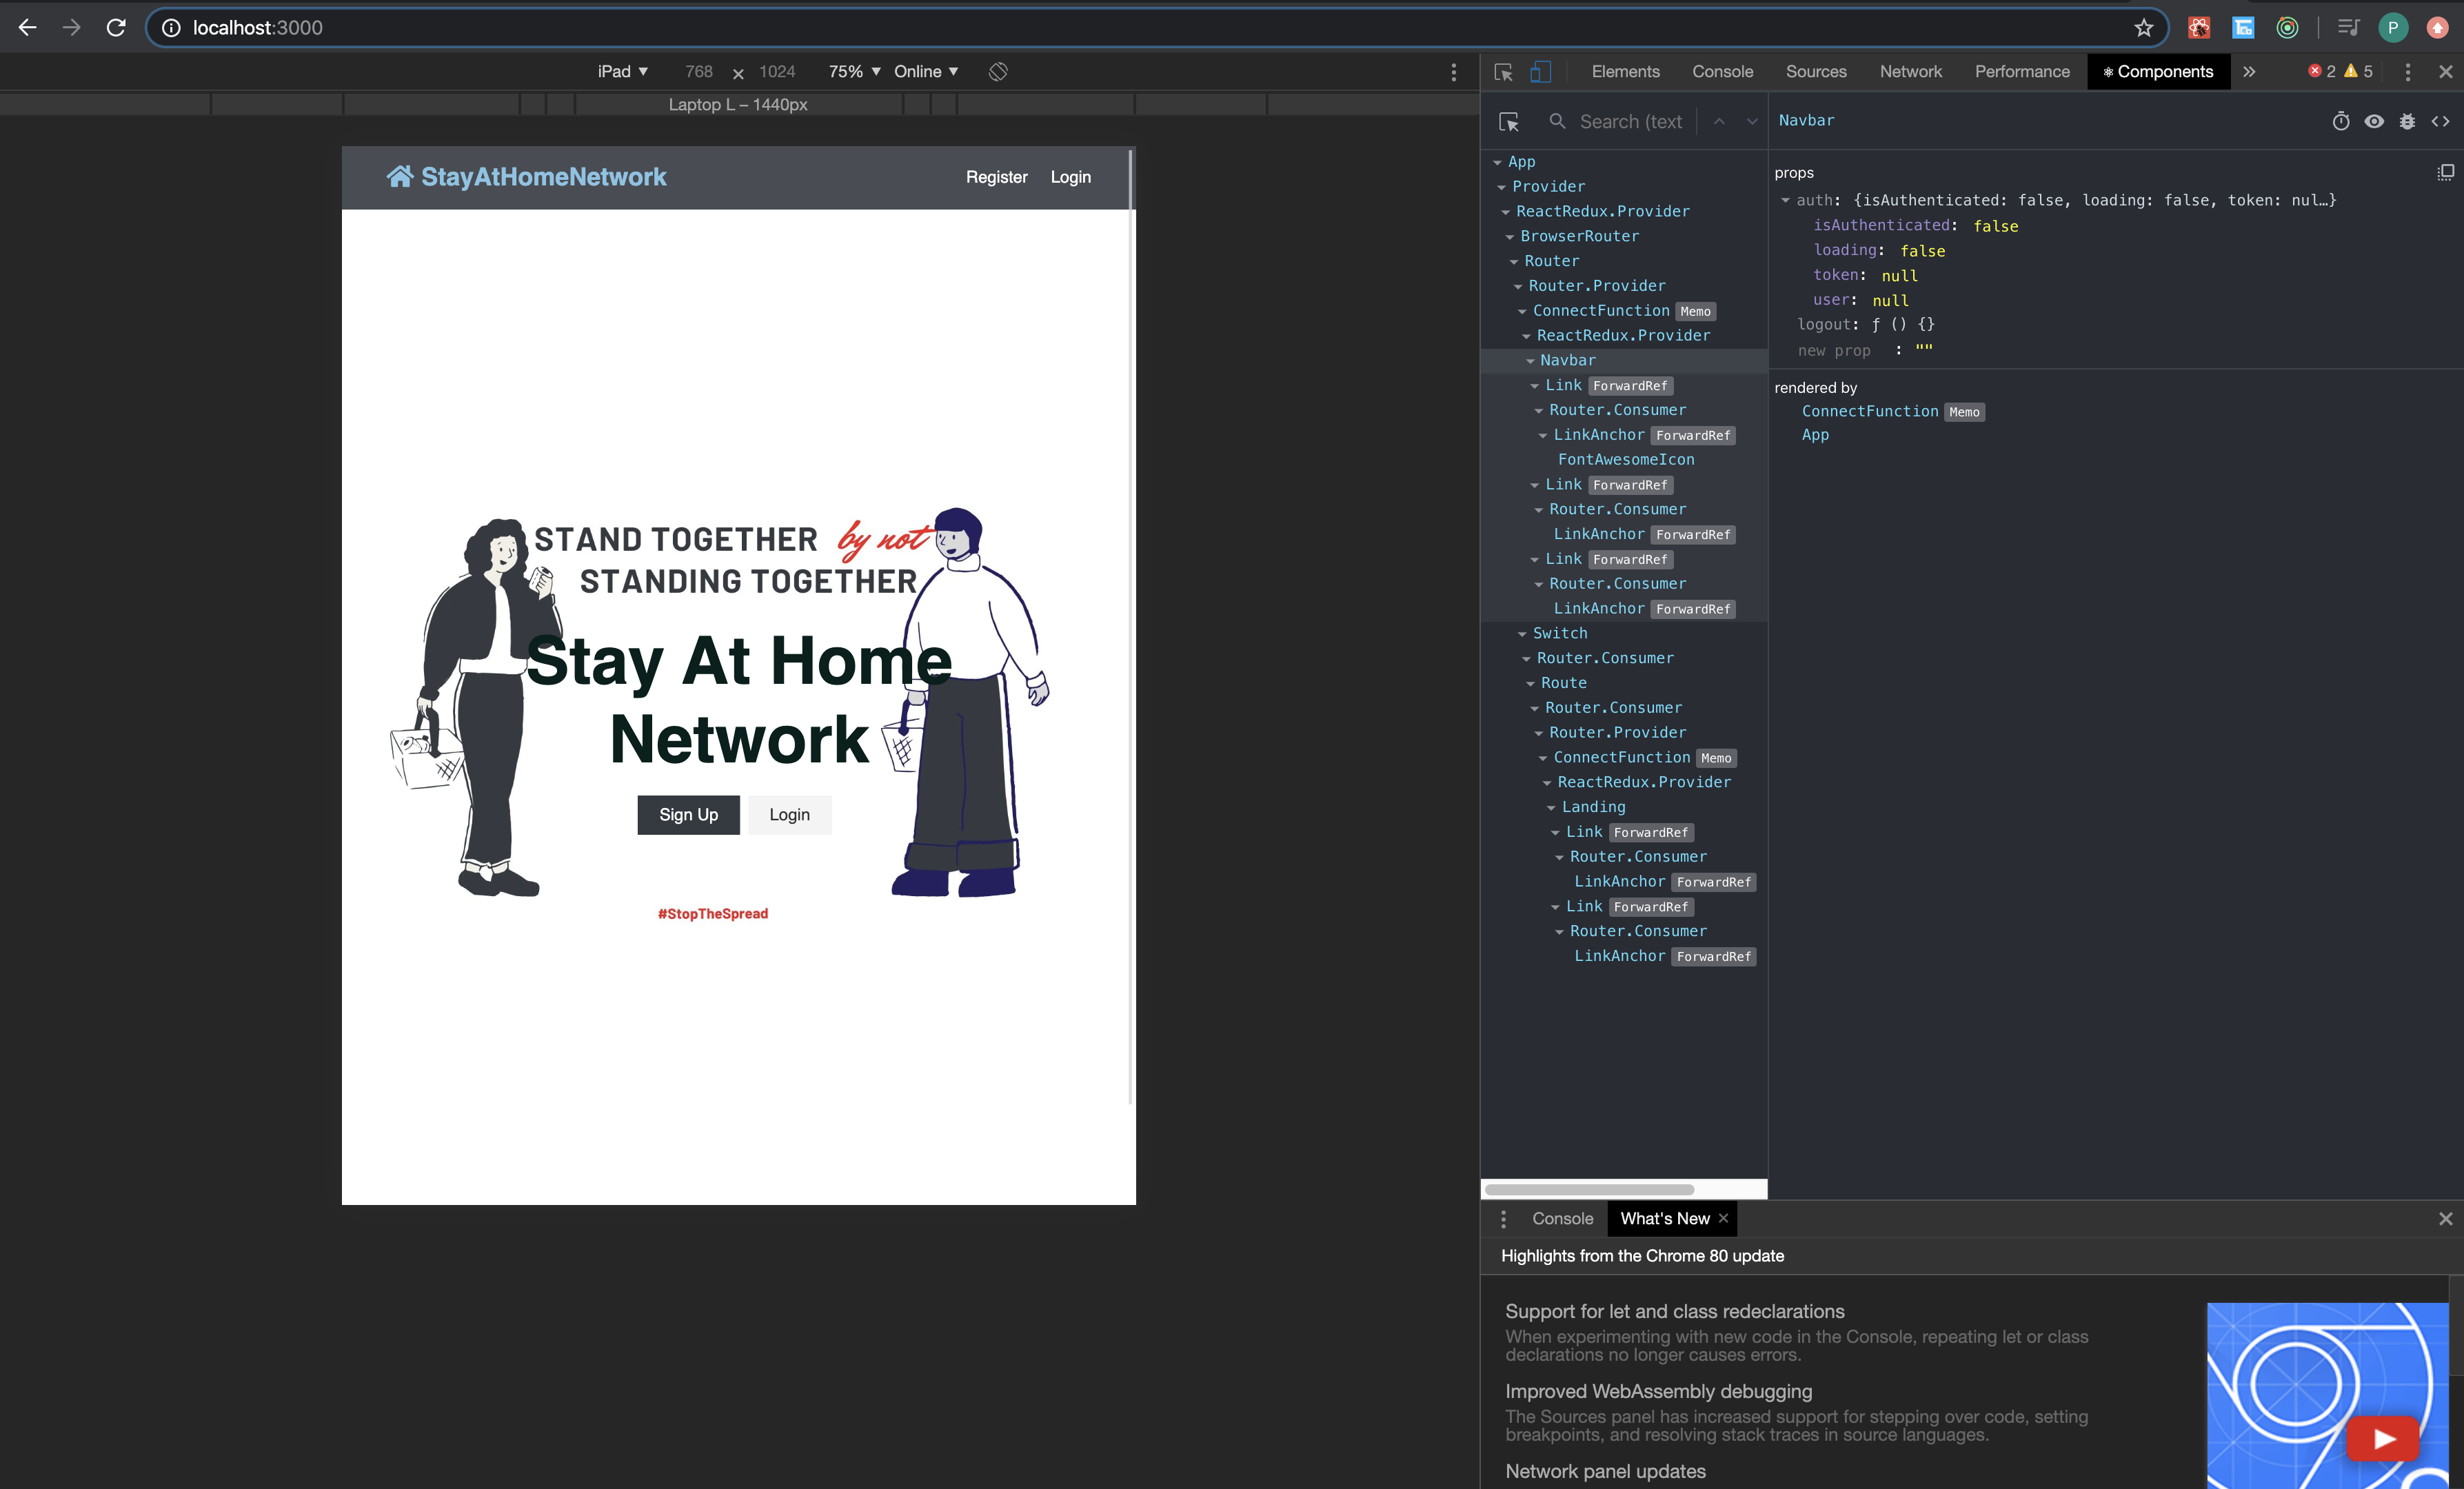 localhost:3000
P
iPad ▼ 768 × 1024 75% ▼ Online ▼
Laptop L – 1440px
StayAtHomeNetwork
Register Login
STAND TOGETHER by not
STANDING TOGETHER
Stay At Home
Network
Sign Up Login
#StopTheSpread
Elements Console Sources Network Performance Components » 2 5
Search (text
App
Provider
ReactRedux.Provider
BrowserRouter
Router
Router.Provider
ConnectFunction Memo
ReactRedux.Provider
Navbar
Link ForwardRef
Router.Consumer
LinkAnchor ForwardRef
FontAwesomeIcon
Link ForwardRef
Router.Consumer
LinkAnchor ForwardRef
Link ForwardRef
Router.Consumer
LinkAnchor ForwardRef
Switch
Router.Consumer
Route
Router.Consumer
Router.Provider
ConnectFunction Memo
ReactRedux.Provider
Landing
Link ForwardRef
Router.Consumer
LinkAnchor ForwardRef
Link ForwardRef
Router.Consumer
LinkAnchor ForwardRef
Navbar
props
auth: {isAuthenticated: false, loading: false, token: nul…}
isAuthenticated: false
loading: false
token: null
user: null
logout: ƒ () {}
new prop : ""
rendered by
ConnectFunction Memo
App
Console What's New ×
Highlights from the Chrome 80 update
Support for let and class redeclarations
When experimenting with new code in the Console, repeating let or class
declarations no longer causes errors.
Improved WebAssembly debugging
The Sources panel has increased support for stepping over code, setting
breakpoints, and resolving stack traces in source languages.
Network panel updates